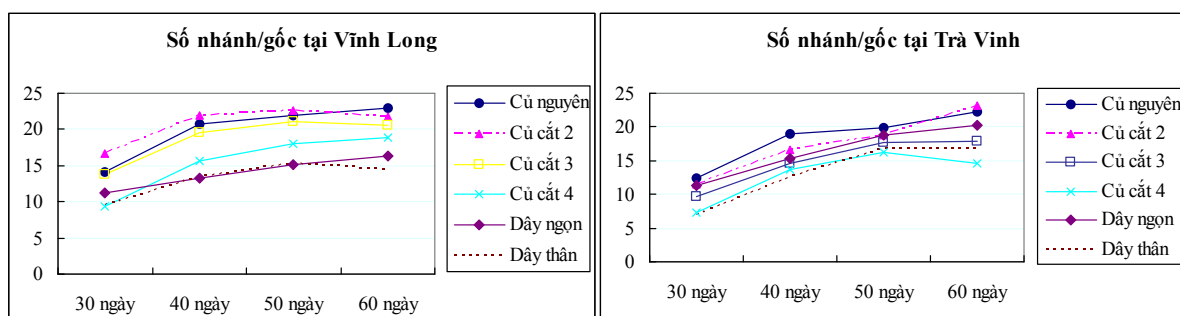 Số nhánh/gốc tại Vĩnh Long
25
20
15
10
5
0
30 ngày 40 ngày 50 ngày 60 ngày
Củ nguyên
Củ cắt 2
Củ cắt 3
Củ cắt 4
Dây ngọn
Dây thân
Số nhánh/gốc tại Trà Vinh
25
20
15
10
5
0
30 ngày 40 ngày 50 ngày 60 ngày
Củ nguyên
Củ cắt 2
Củ cắt 3
Củ cắt 4
Dây ngọn
Dây thân